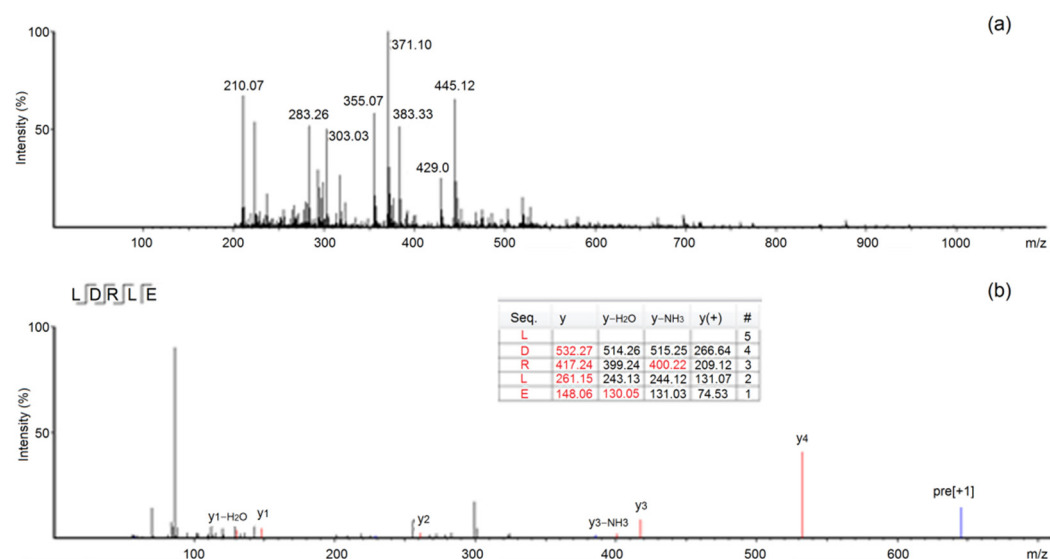 (a)
100
371.10
210.07
445.12
355.07
283.26
383.33
303.03
50
429.0
Intensity (%)
100 200 300 400 500 600 700 800 900 1000 m/z
(b)
LDRLE
100
Seq. y y-H2O y-NH3 y(+) #
L 5
D 532.27 514.26 515.25 266.64 4
R 417.24 399.24 400.22 209.12 3
L 261.15 243.13 244.12 131.07 2
E 148.06 130.05 131.03 74.53 1
50
Intensity (%)
y4
pre[+1]
y1-H2O y1 y2 y3-NH3 y3
100 200 300 400 500 600 m/z